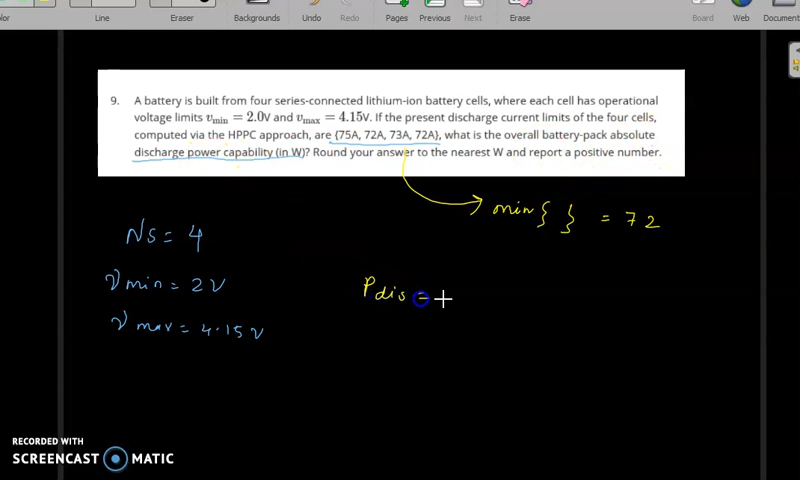 olor Line Eraser Backgrounds Undo Redo Pages Previous Next Erase Board Web Document
9. A battery is built from four series-connected lithium-ion battery cells, where each cell has operational
voltage limits vmin = 2.0V and vmax = 4.15V. If the present discharge current limits of the four cells,
computed via the HPPC approach, are {75A, 72A, 73A, 72A}, what is the overall battery-pack absolute
discharge power capability (in W)? Round your answer to the nearest W and report a positive number.
min{ } = 72
Ns = 4
vmin = 2V
Pdis =
vmax = 4.15V
RECORDED WITH
SCREENCAST MATIC